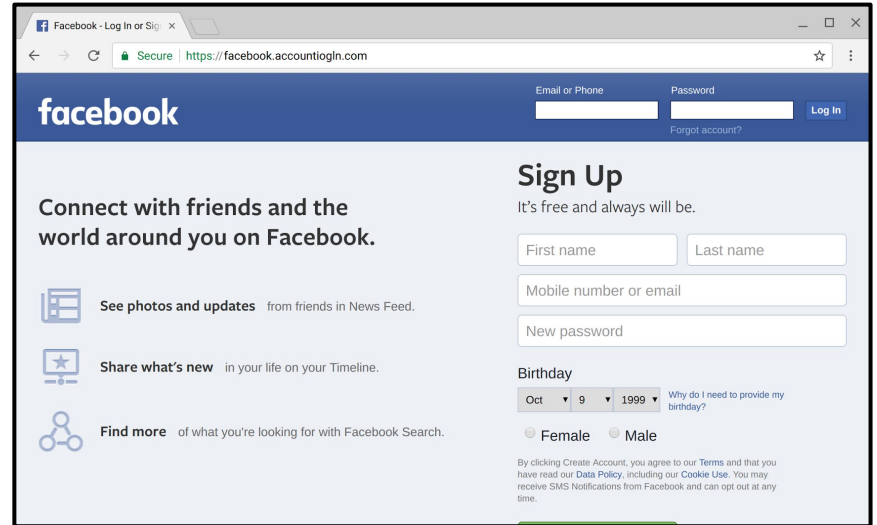 Facebook - Log In or Sig
Secure https://facebook.accountiogln.com
facebook
Email or Phone
Password
Log In
Forgot account?
Connect with friends and the
world around you on Facebook.
See photos and updates from friends in News Feed.
Share what's new in your life on your Timeline.
Find more of what you're looking for with Facebook Search.
Sign Up
It's free and always will be.
First name
Last name
Mobile number or email
New password
Birthday
Oct 9 1999
Why do I need to provide my
birthday?
Female Male
By clicking Create Account, you agree to our Terms and that you
have read our Data Policy, including our Cookie Use. You may
receive SMS Notifications from Facebook and can opt out at any
time.